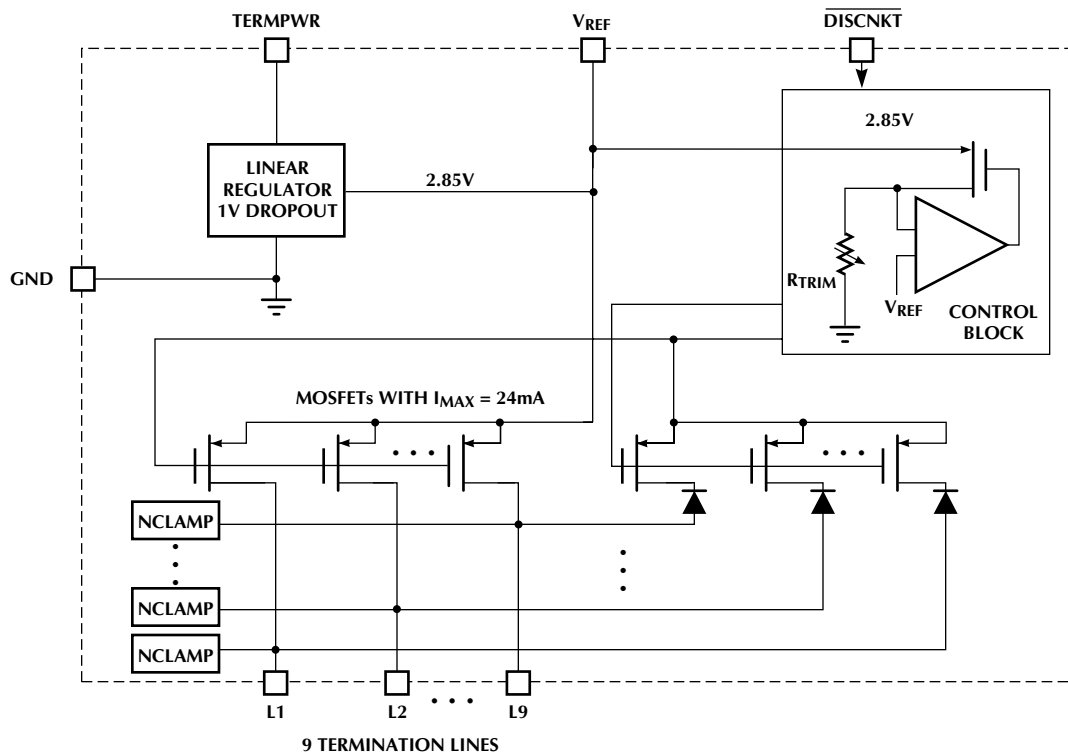 TERMPWR
VREF
DISCNKT
2.85V
LINEAR
REGULATOR
1V DROPOUT
2.85V
GND
RTRIM
VREF
CONTROL
BLOCK
MOSFETs WITH IMAX = 24mA
NCLAMP
NCLAMP
NCLAMP
L1
L2
L9
9 TERMINATION LINES